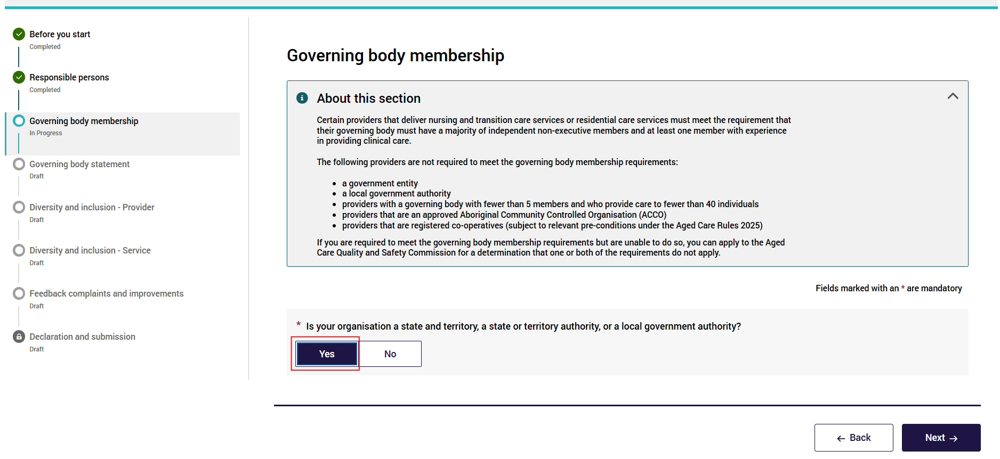 Before you start
Completed
Responsible persons
Completed
Governing body membership
In Progress
Governing body statement
Draft
Diversity and inclusion - Provider
Draft
Diversity and inclusion - Service
Draft
Feedback complaints and improvements
Draft
Declaration and submission
Draft
Governing body membership
About this section
Certain providers that deliver nursing and transition care services or residential care services must meet the requirement that
their governing body must have a majority of independent non-executive members and at least one member with experience
in providing clinical care.
The following providers are not required to meet the governing body membership requirements:
• a government entity
• a local government authority
• providers with a governing body with fewer than 5 members and who provide care to fewer than 40 individuals
• providers that are an approved Aboriginal Community Controlled Organisation (ACCO)
• providers that are registered co-operatives (subject to relevant pre-conditions under the Aged Care Rules 2025)
If you are required to meet the governing body membership requirements but are unable to do so, you can apply to the Aged
Care Quality and Safety Commission for a determination that one or both of the requirements do not apply.
Fields marked with an * are mandatory
* Is your organisation a state and territory, a state or territory authority, or a local government authority?
Yes No
← Back Next →